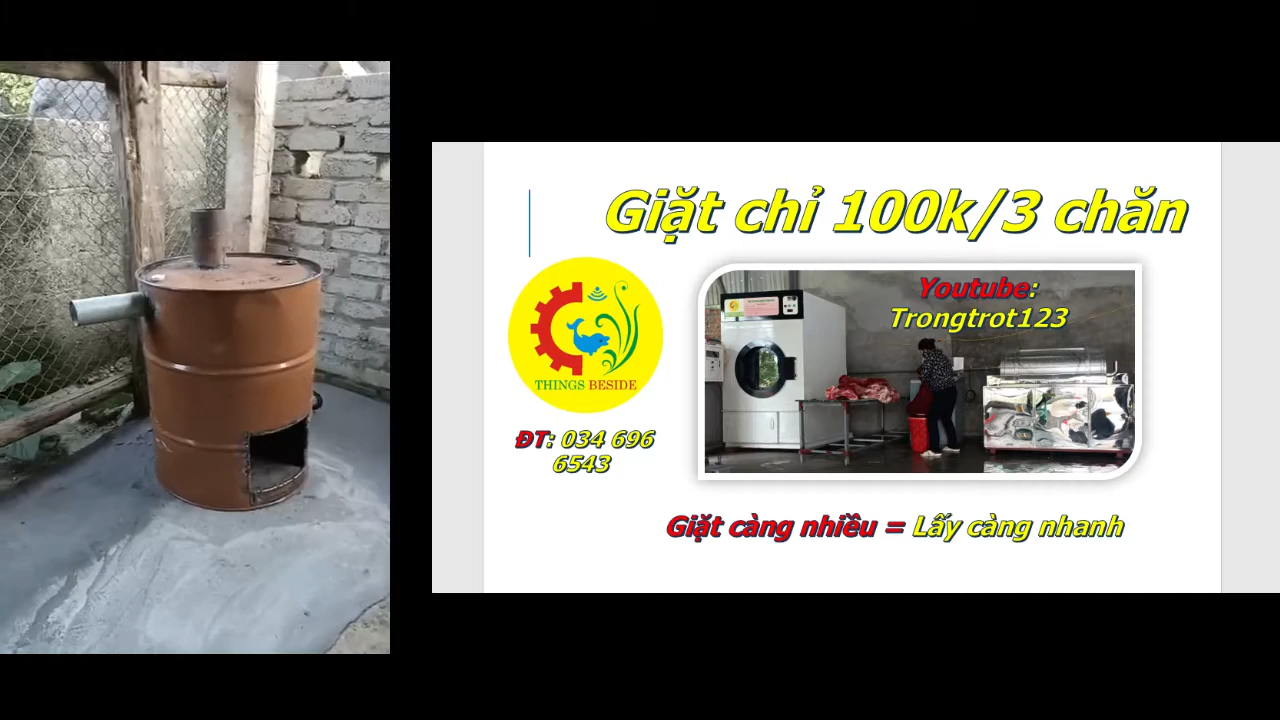 Giặt chỉ 100k/3 chăn
Youtube:
Trongtrot123
THINGS BESIDE
ĐT: 034 696
6543
Giặt càng nhiều = Lấy càng nhanh